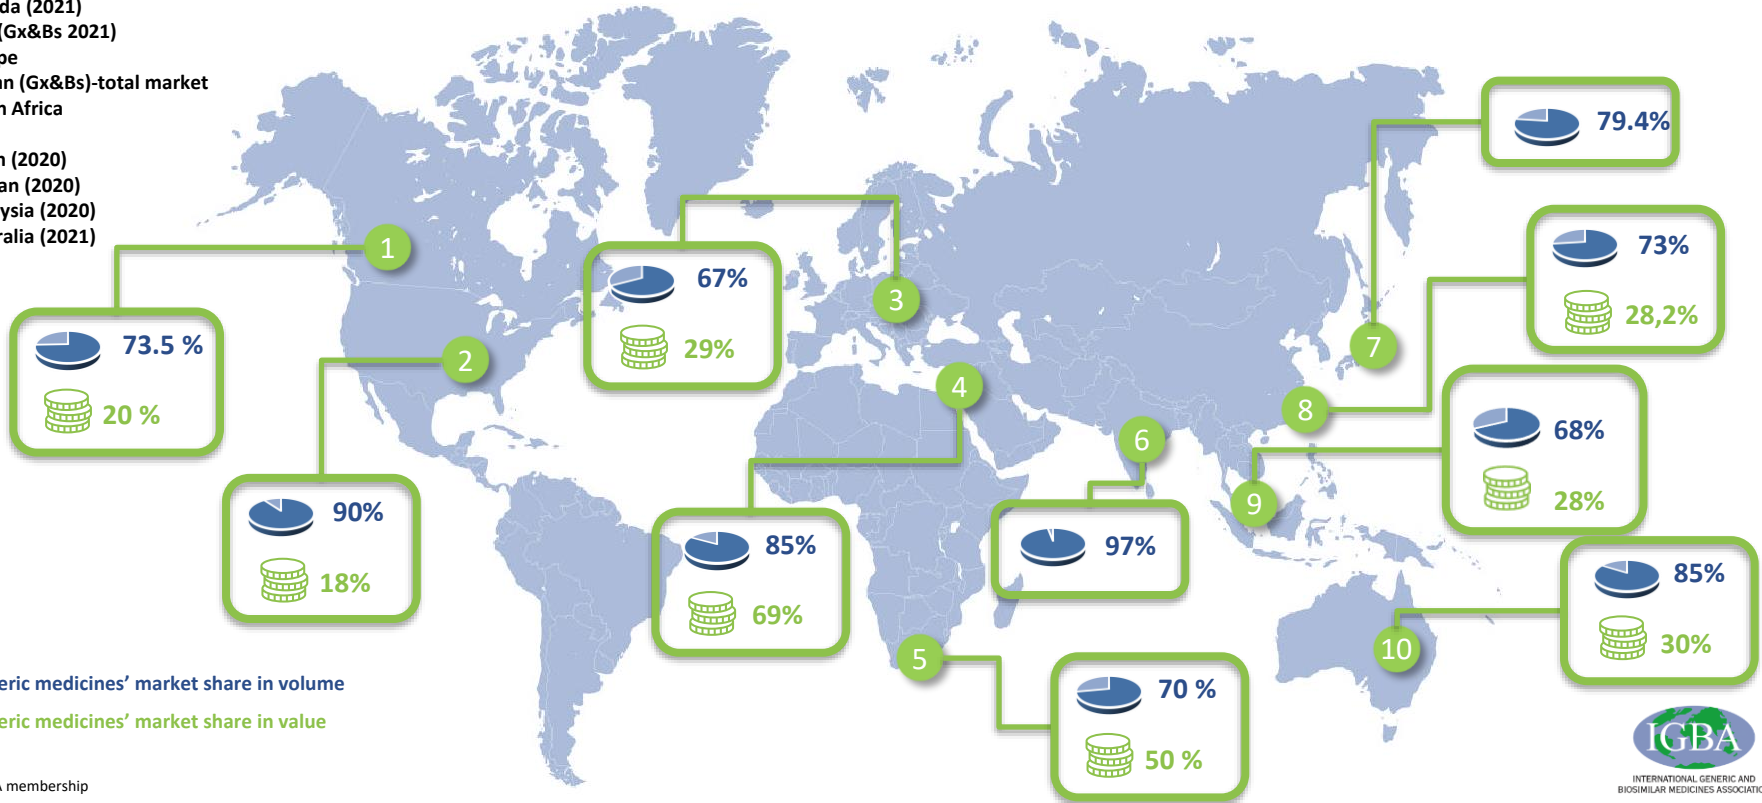 da (2021)
(Gx&Bs 2021)
pe
an (Gx&Bs)-total market
h Africa
n (2020)
an (2020)
ysia (2020)
ralia (2021)
1
2
3
4
5
6
7
8
9
10
73.5 %
20 %
90%
18%
67%
29%
85%
69%
70 %
50 %
97%
79.4%
73%
28,2%
68%
28%
85%
30%
eric medicines’ market share in volume
eric medicines’ market share in value
A membership
IGBA
INTERNATIONAL GENERIC AND
BIOSIMILAR MEDICINES ASSOCIAT